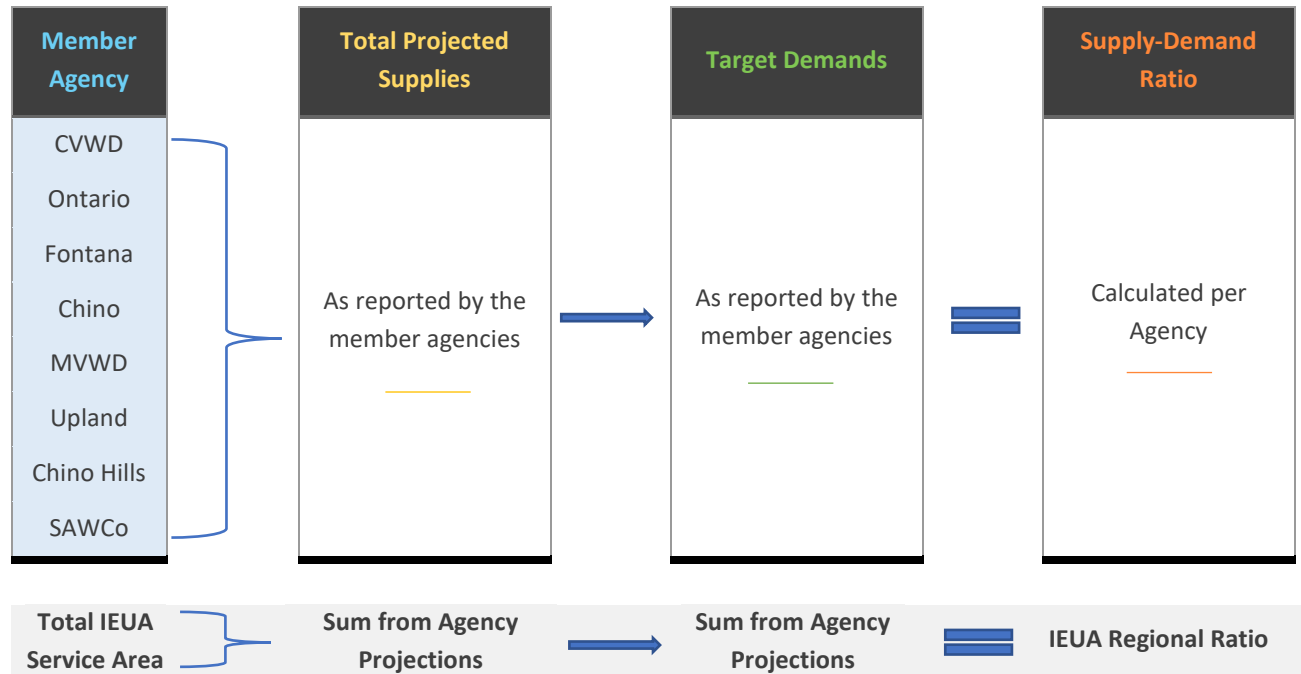 Member
Agency
Total Projected
Supplies
Target Demands
Supply-Demand
Ratio
CVWD
Ontario
Fontana
Chino
MVWD
Upland
Chino Hills
SAWCo
As reported by the
member agencies
As reported by the
member agencies
Calculated per
Agency
Total IEUA
Service Area
Sum from Agency
Projections
Sum from Agency
Projections
IEUA Regional Ratio